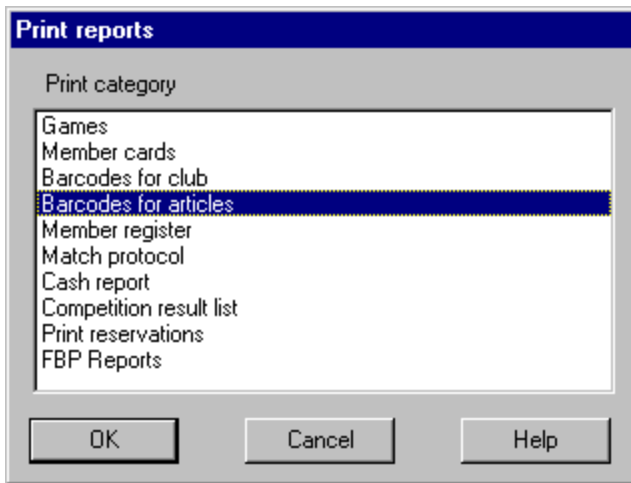 Print reports
Print category
Games
Member cards
Barcodes for club
Barcodes for articles
Member register
Match protocol
Cash report
Competition result list
Print reservations
FBP Reports
OK Cancel Help